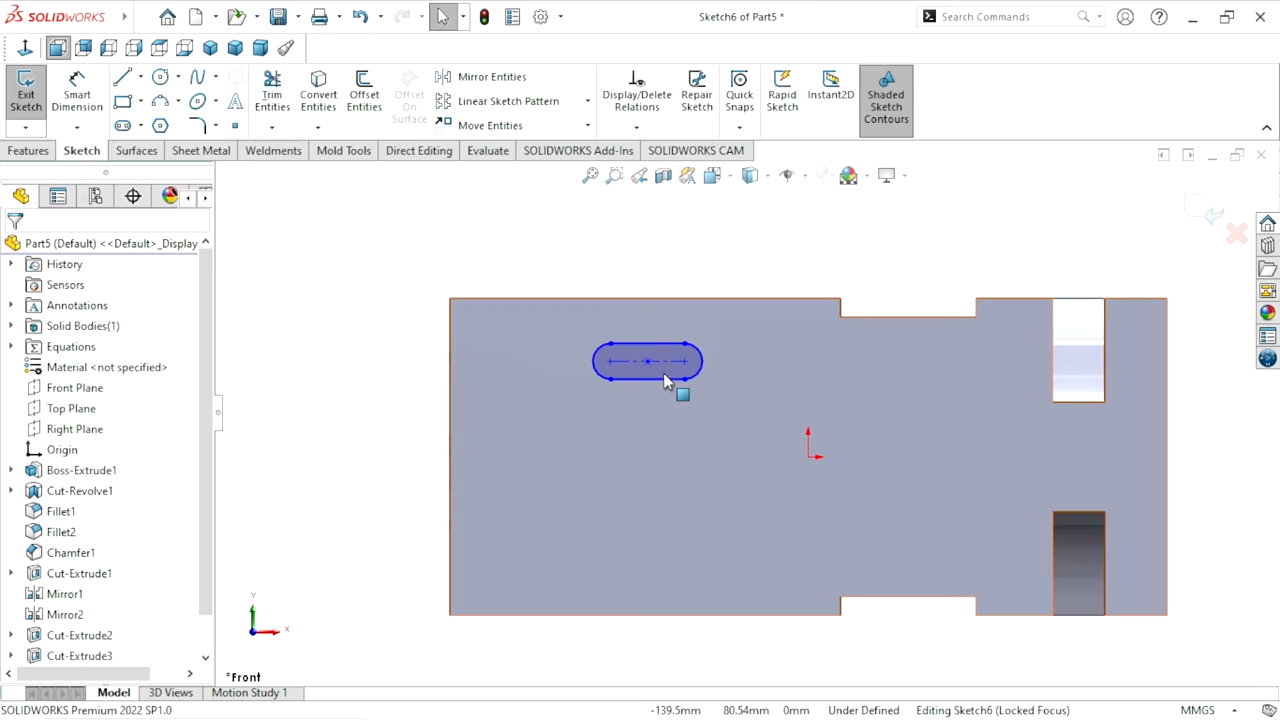 SOLIDWORKS
Sketch6 of Part5 *
Search Commands
Exit Sketch
Smart Dimension
Trim Entities
Convert Entities
Offset Entities
Offset On Surface
Mirror Entities
Linear Sketch Pattern
Move Entities
Display/Delete Relations
Repair Sketch
Quick Snaps
Rapid Sketch
Instant2D
Shaded Sketch Contours
Features
Sketch
Surfaces
Sheet Metal
Weldments
Mold Tools
Direct Editing
Evaluate
SOLIDWORKS Add-Ins
SOLIDWORKS CAM
Part5 (Default) <<Default>_Display
History
Sensors
Annotations
Solid Bodies(1)
Equations
Material <not specified>
Front Plane
Top Plane
Right Plane
Origin
Boss-Extrude1
Cut-Revolve1
Fillet1
Fillet2
Chamfer1
Cut-Extrude1
Mirror1
Mirror2
Cut-Extrude2
Cut-Extrude3
Y
X
*Front
Model
3D Views
Motion Study 1
SOLIDWORKS Premium 2022 SP1.0
-139.5mm
80.54mm
0mm
Under Defined
Editing Sketch6 (Locked Focus)
MMGS